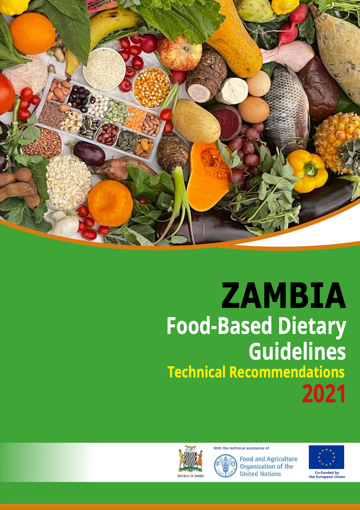 ZAMBIA
Food-Based Dietary
Guidelines
Technical Recommendations
2021
With the technical assistance of
REPUBLIC OF ZAMBIA
Food and Agriculture
Organization of the
United Nations
Co-funded by
the European Union